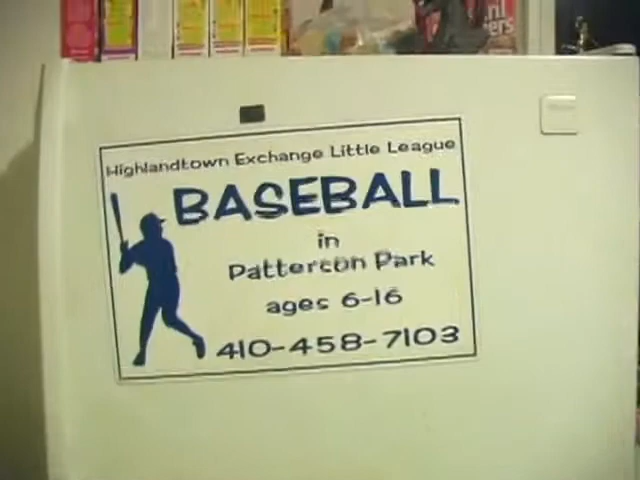 Highlandtown Exchange Little League
BASEBALL
in
Patterson Park
ages 6-16
410-458-7103